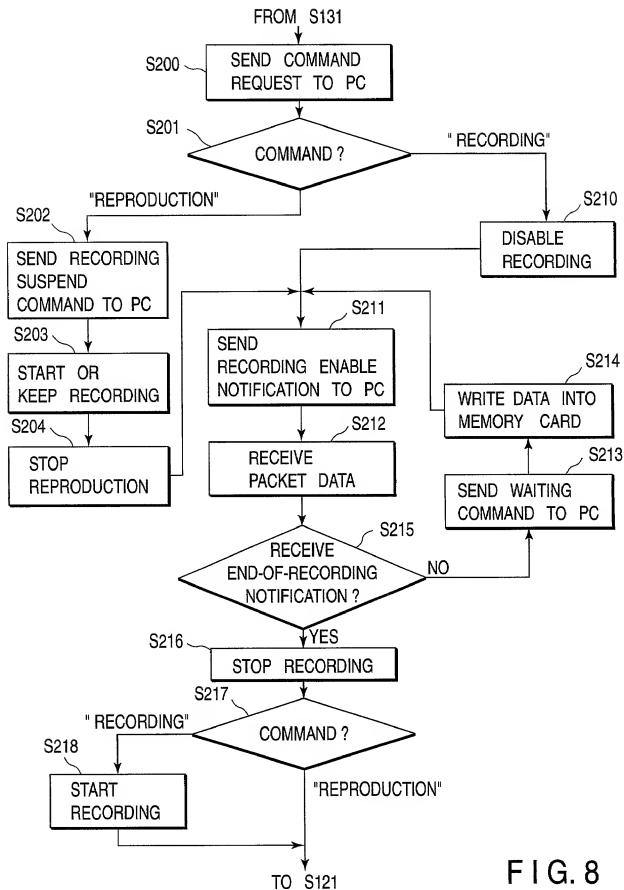 FROM S131
S200
SEND COMMAND
REQUEST TO PC
S201
COMMAND ?
" RECORDING"
"REPRODUCTION"
S210
DISABLE
RECORDING
S202
SEND RECORDING
SUSPEND
COMMAND TO PC
S203
START OR
KEEP RECORDING
S204
STOP
REPRODUCTION
S211
SEND
RECORDING ENABLE
NOTIFICATION TO PC
S212
RECEIVE
PACKET DATA
S214
WRITE DATA INTO
MEMORY CARD
S213
SEND WAITING
COMMAND TO PC
S215
RECEIVE
END-OF-RECORDING
NOTIFICATION ?
NO
YES
S216
STOP RECORDING
S217
COMMAND ?
" RECORDING"
S218
START
RECORDING
"REPRODUCTION"
TO S121
FIG. 8